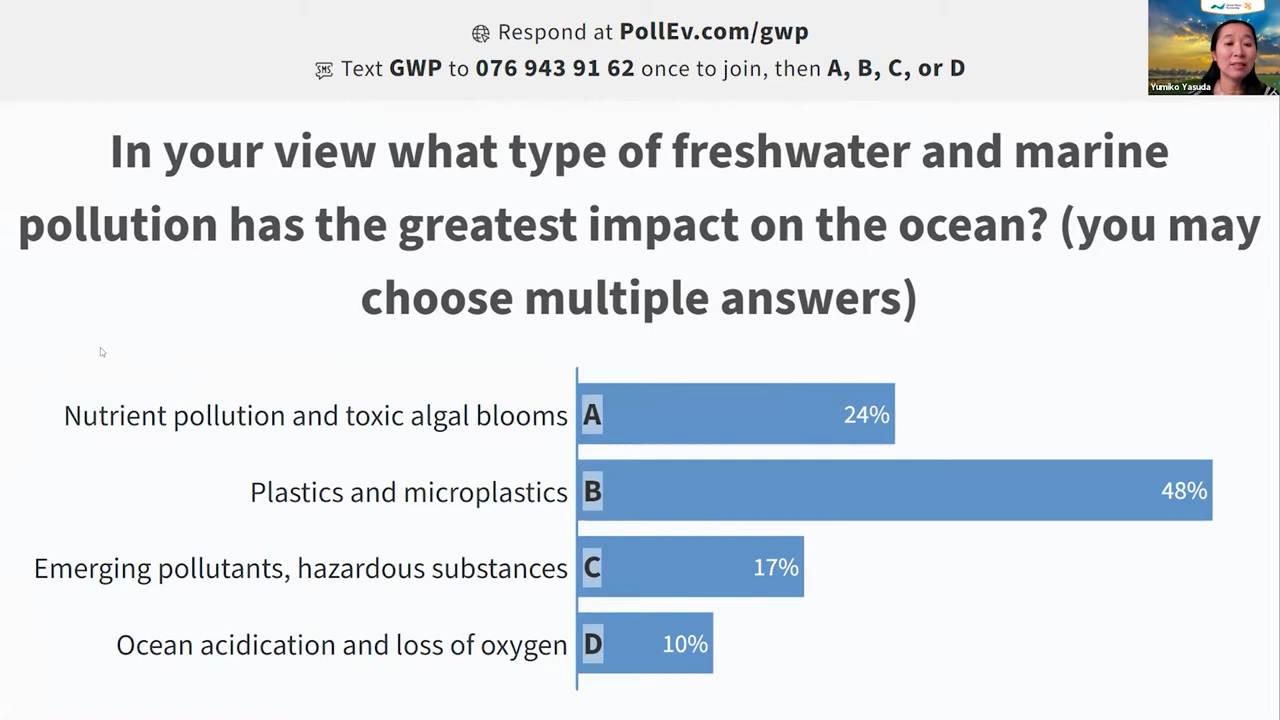 Respond at PollEv.com/gwp
Text GWP to 076 943 91 62 once to join, then A, B, C, or D
Yumiko Yasuda
In your view what type of freshwater and marine
pollution has the greatest impact on the ocean? (you may
choose multiple answers)
Nutrient pollution and toxic algal blooms A 24%
Plastics and microplastics B 48%
Emerging pollutants, hazardous substances C 17%
Ocean acidication and loss of oxygen D 10%